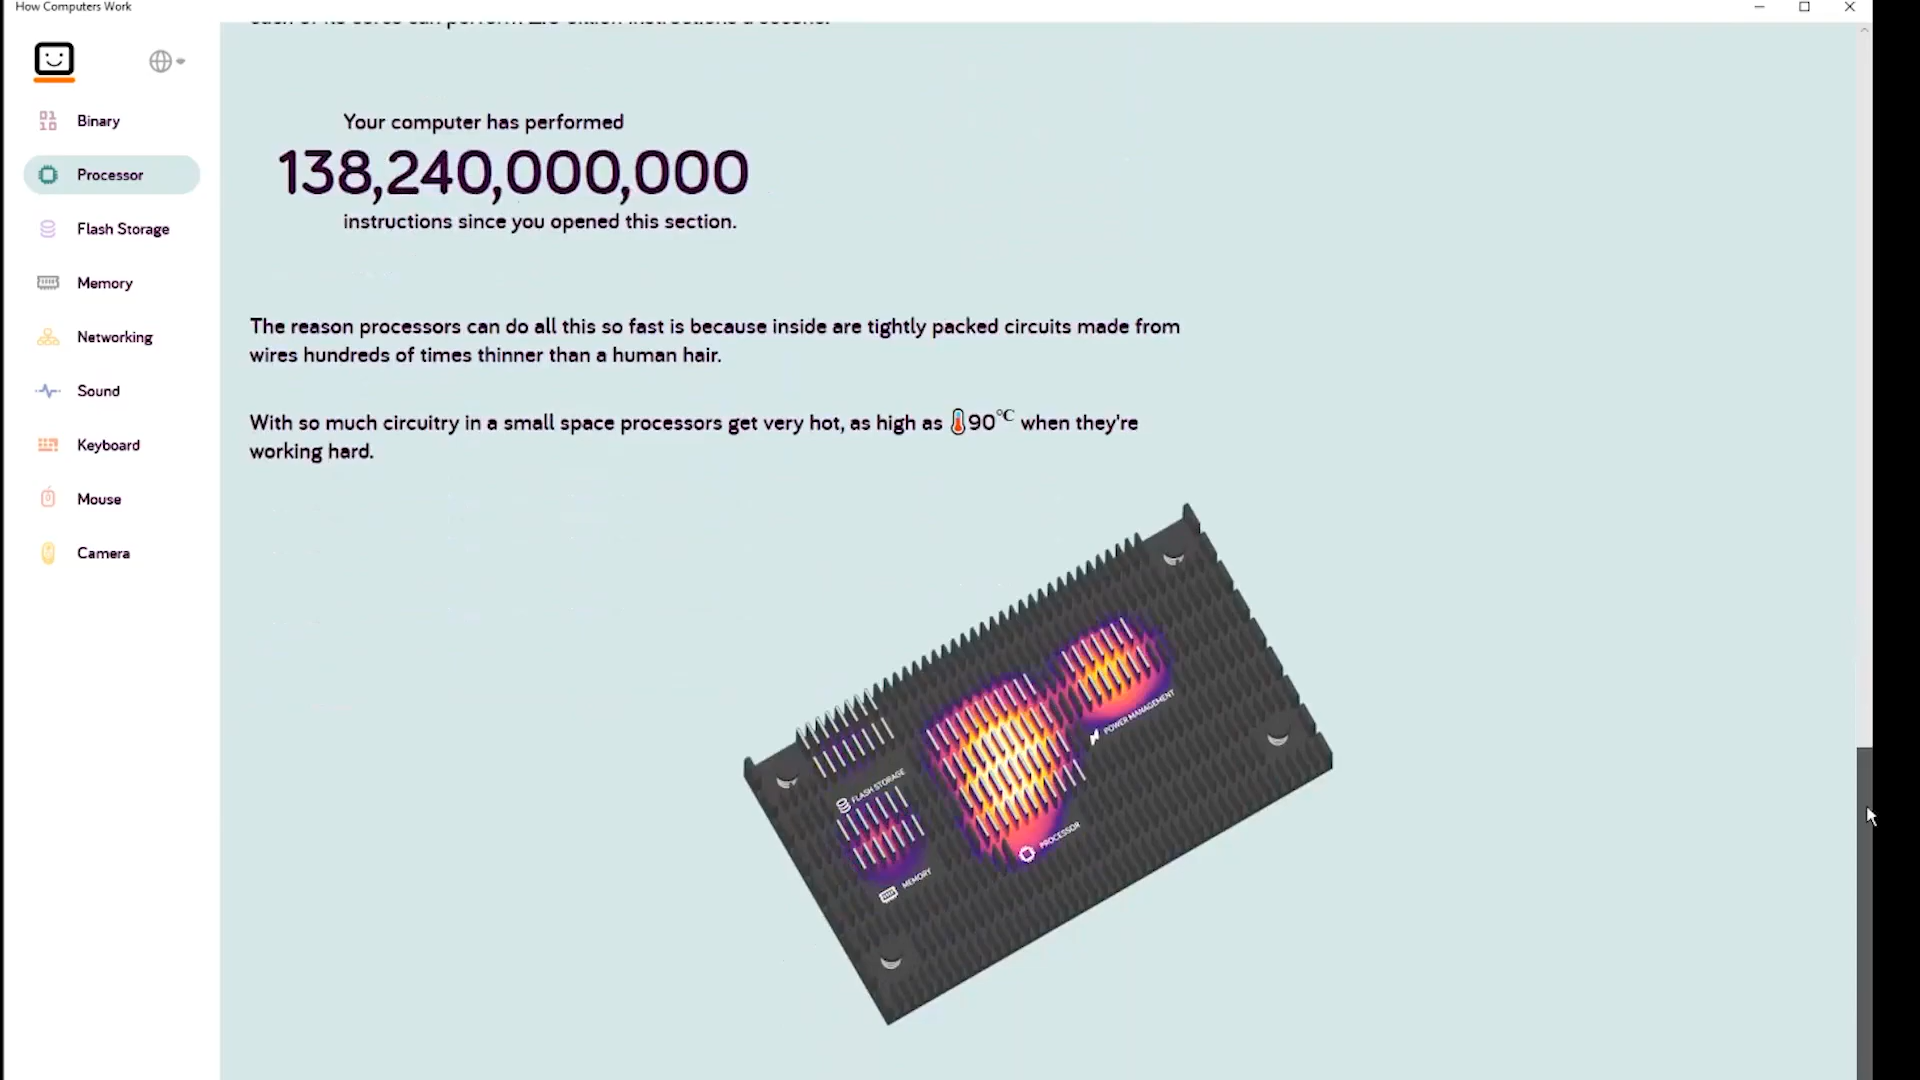 How Computers Work
Binary
Processor
Flash Storage
Memory
Networking
Sound
Keyboard
Mouse
Camera
Your computer has performed
138,240,000,000
instructions since you opened this section.
The reason processors can do all this so fast is because inside are tightly packed circuits made from
wires hundreds of times thinner than a human hair.
With so much circuitry in a small space processors get very hot, as high as 🌡90°C when they're
working hard.
POWER MANAGEMENT
FLASH STORAGE
PROCESSOR
MEMORY